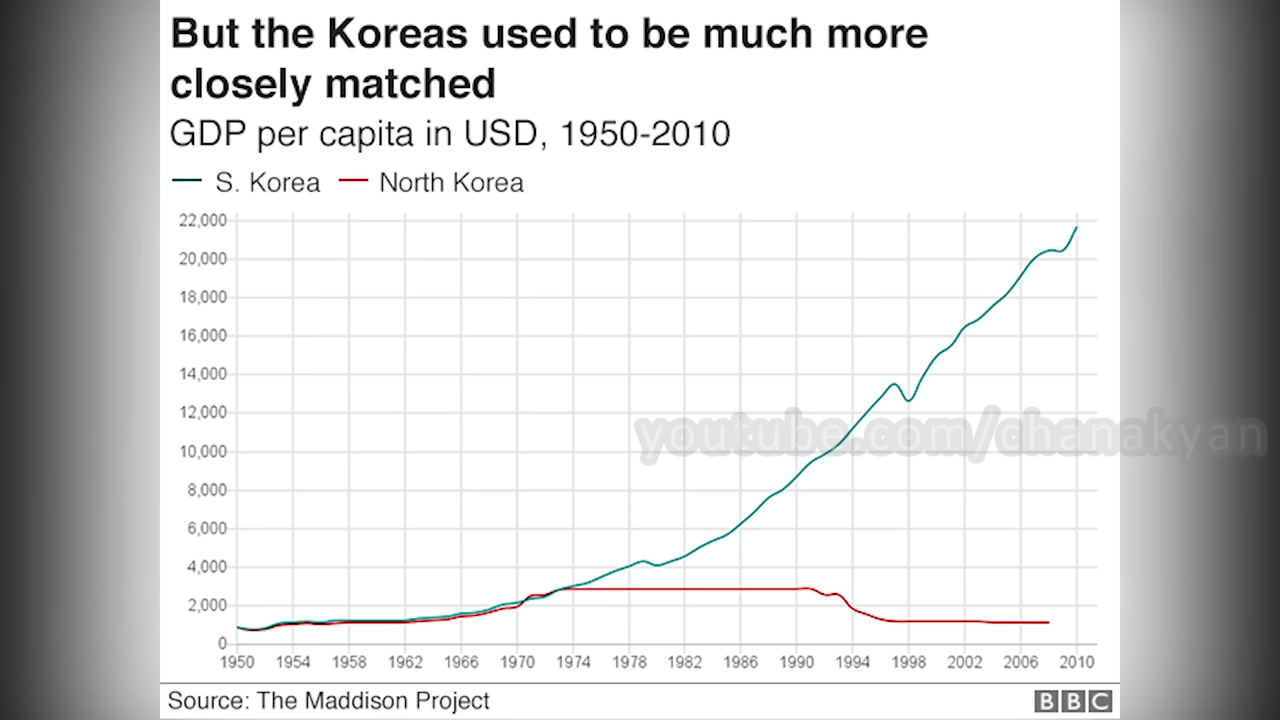 But the Koreas used to be much more
closely matched
GDP per capita in USD, 1950-2010
S. Korea North Korea
22,000
20,000
18,000
16,000
14,000
12,000
10,000
8,000
6,000
4,000
2,000
0
1950 1954 1958 1962 1966 1970 1974 1978 1982 1986 1990 1994 1998 2002 2006 2010
youtube.com/chanakyan
Source: The Maddison Project
BBC